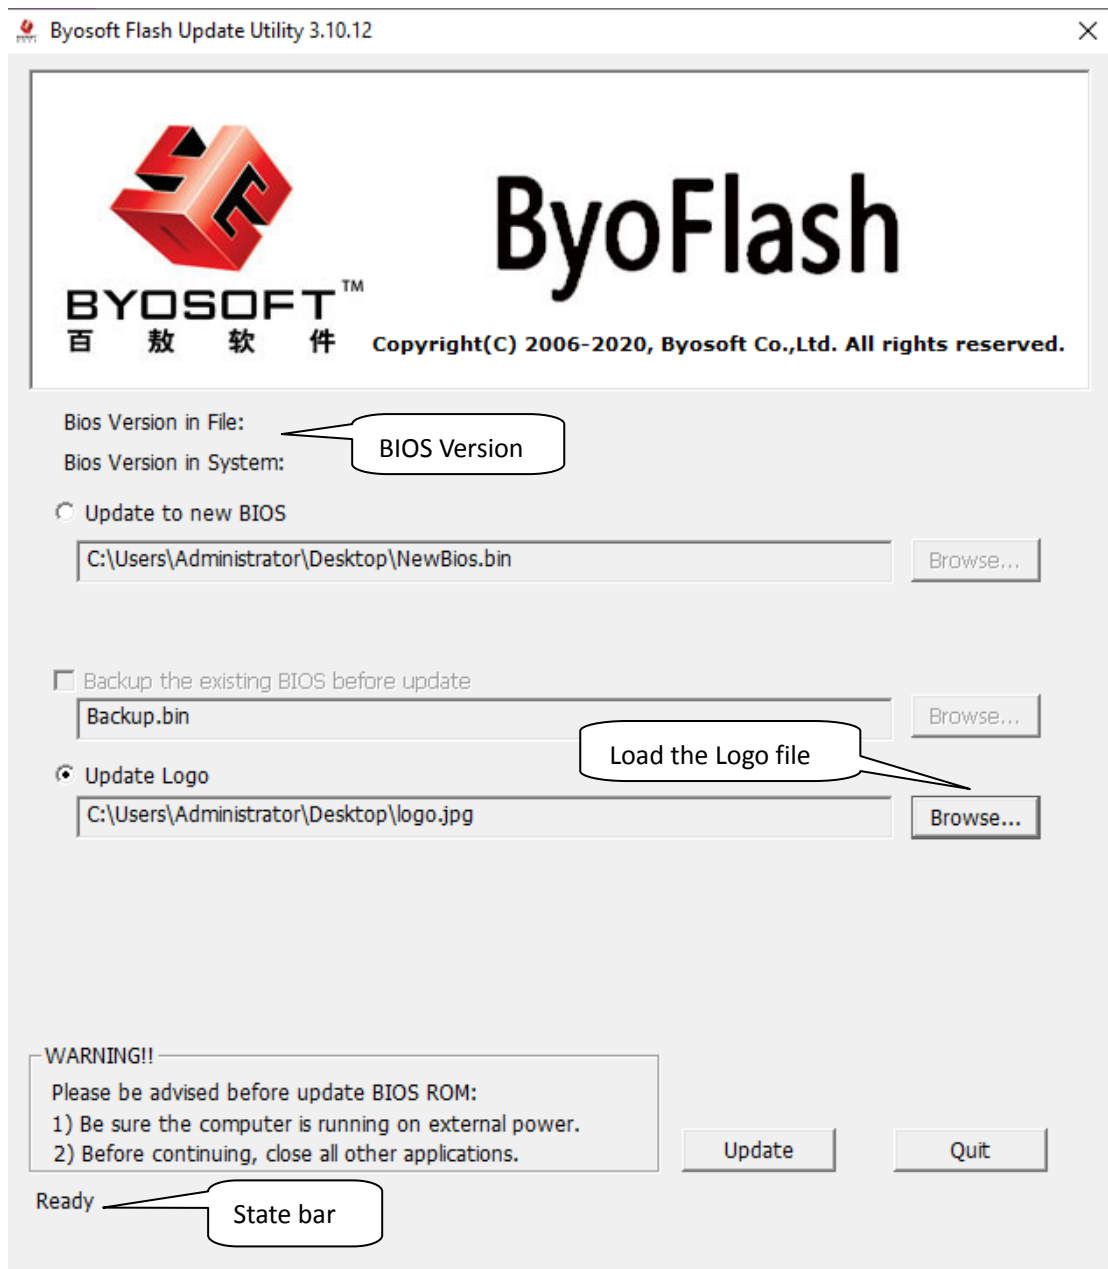 Byosoft Flash Update Utility 3.10.12
ByoFlash
BYOSOFT™
百敖软件
Copyright(C) 2006-2020, Byosoft Co.,Ltd. All rights reserved.
Bios Version in File:
BIOS Version
Bios Version in System:
Update to new BIOS
C:\Users\Administrator\Desktop\NewBios.bin
Browse...
Backup the existing BIOS before update
Backup.bin
Browse...
Load the Logo file
Update Logo
C:\Users\Administrator\Desktop\logo.jpg
Browse...
WARNING!!
Please be advised before update BIOS ROM:
1) Be sure the computer is running on external power.
2) Before continuing, close all other applications.
Update
Quit
Ready
State bar